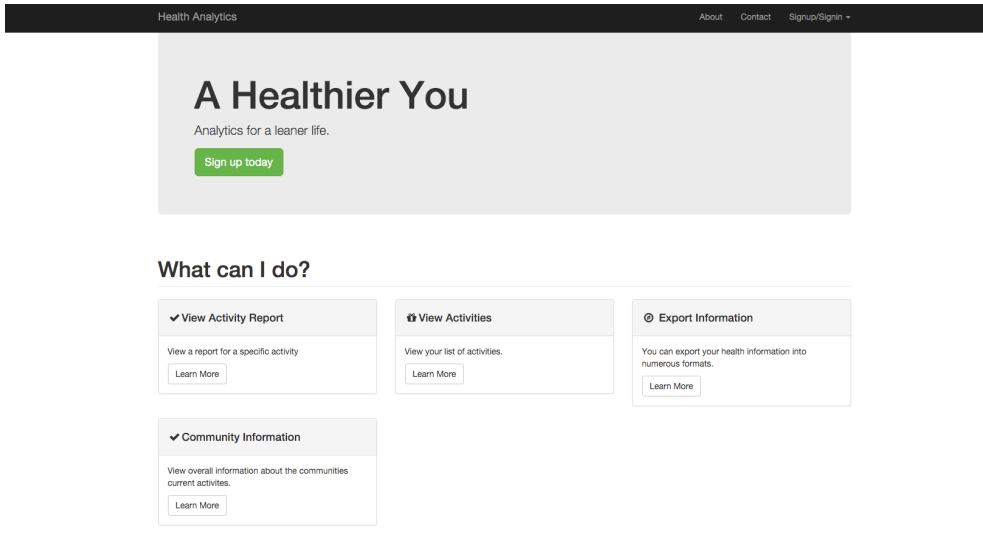 Health Analytics
About Contact Signup/Signin
A Healthier You
Analytics for a leaner life.
Sign up today
What can I do?
View Activity Report
View a report for a specific activity
Learn More
View Activities
View your list of activities.
Learn More
Export Information
You can export your health information into
numerous formats.
Learn More
Community Information
View overall information about the communities
current activites.
Learn More